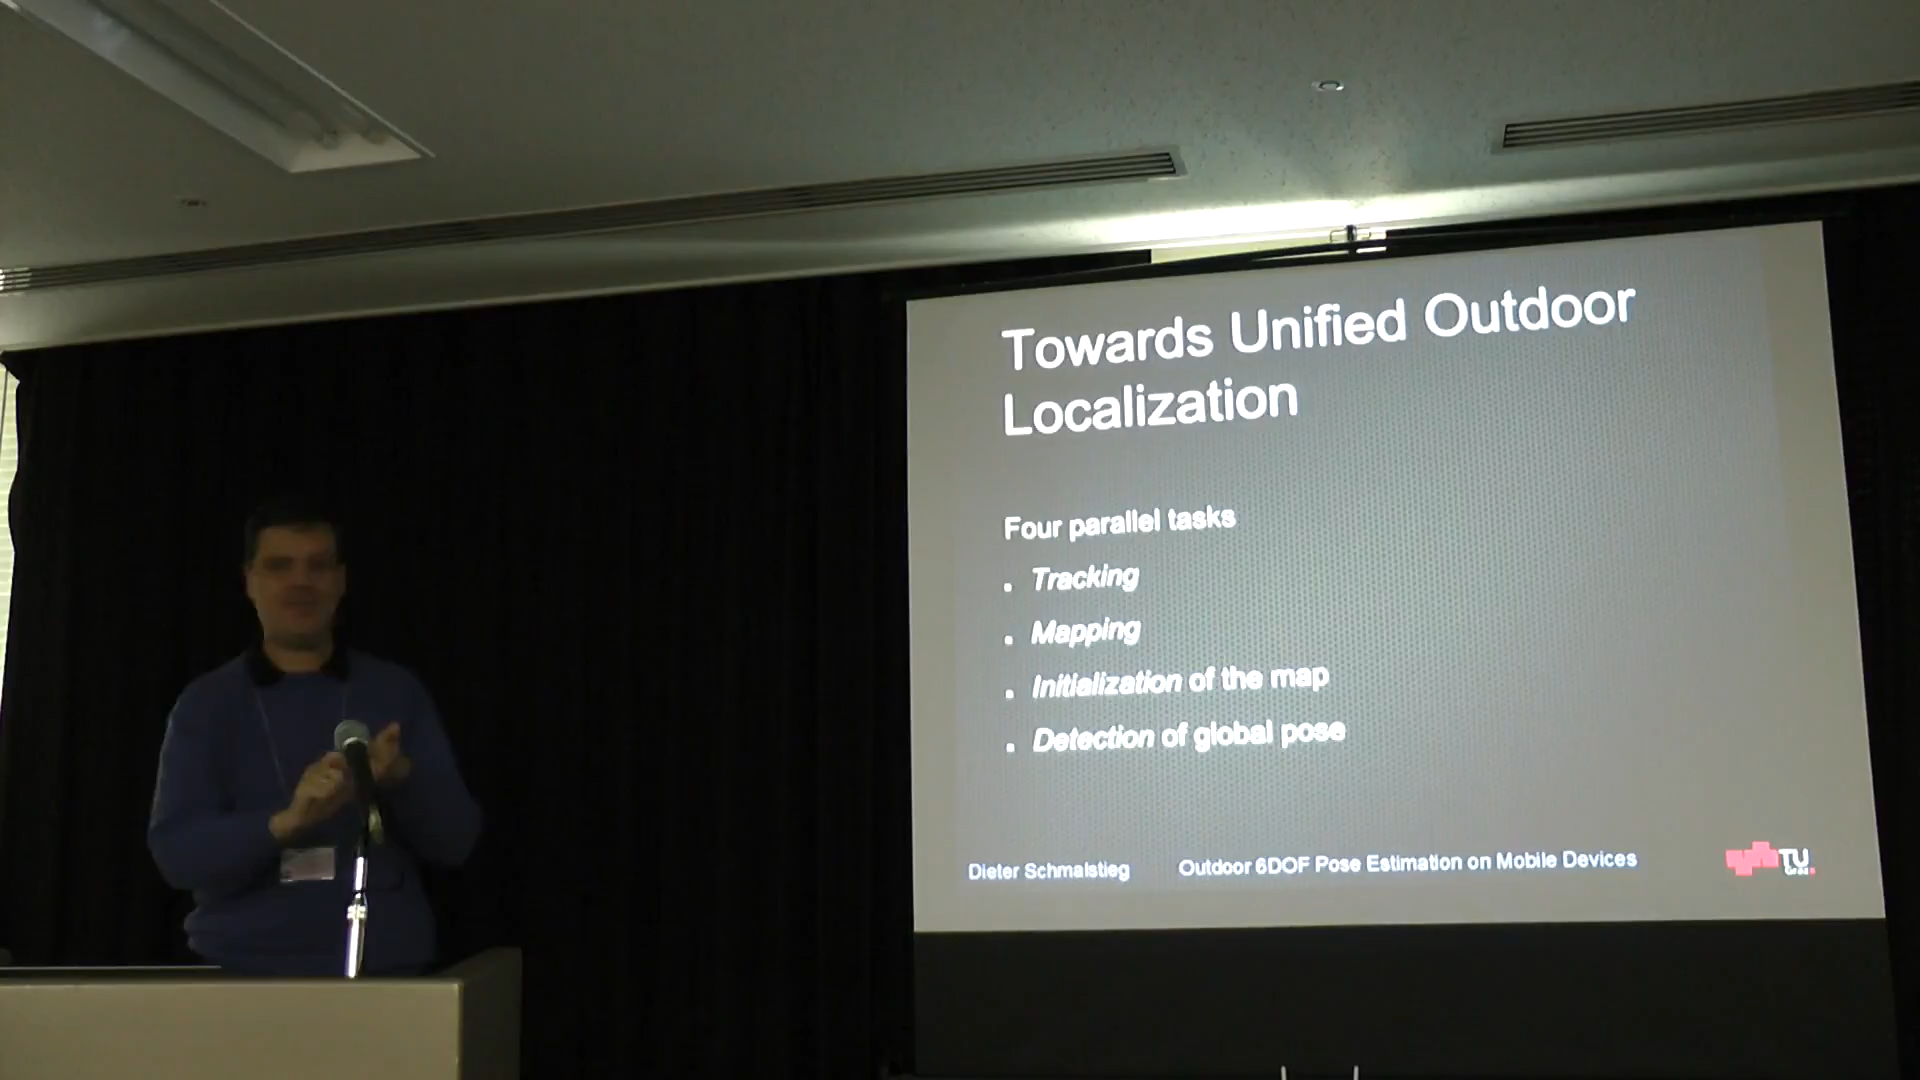 Towards Unified Outdoor
Localization
Four parallel tasks
Tracking
Mapping
Initialization of the map
Detection of global pose
Dieter Schmalstieg
Outdoor 6DOF Pose Estimation on Mobile Devices
TU
Graz